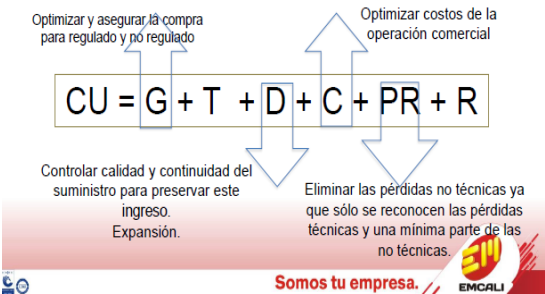 Optimizar y asegurar la compra
para regulado y no regulado
Optimizar costos de la
operación comercial
CU = G + T + D + C + PR + R
Controlar calidad y continuidad del
suministro para preservar este
ingreso.
Expansión.
Eliminar las pérdidas no técnicas ya
que sólo se reconocen las pérdidas
técnicas y una mínima parte de las
no técnicas.
Somos tu empresa.
EMCALI